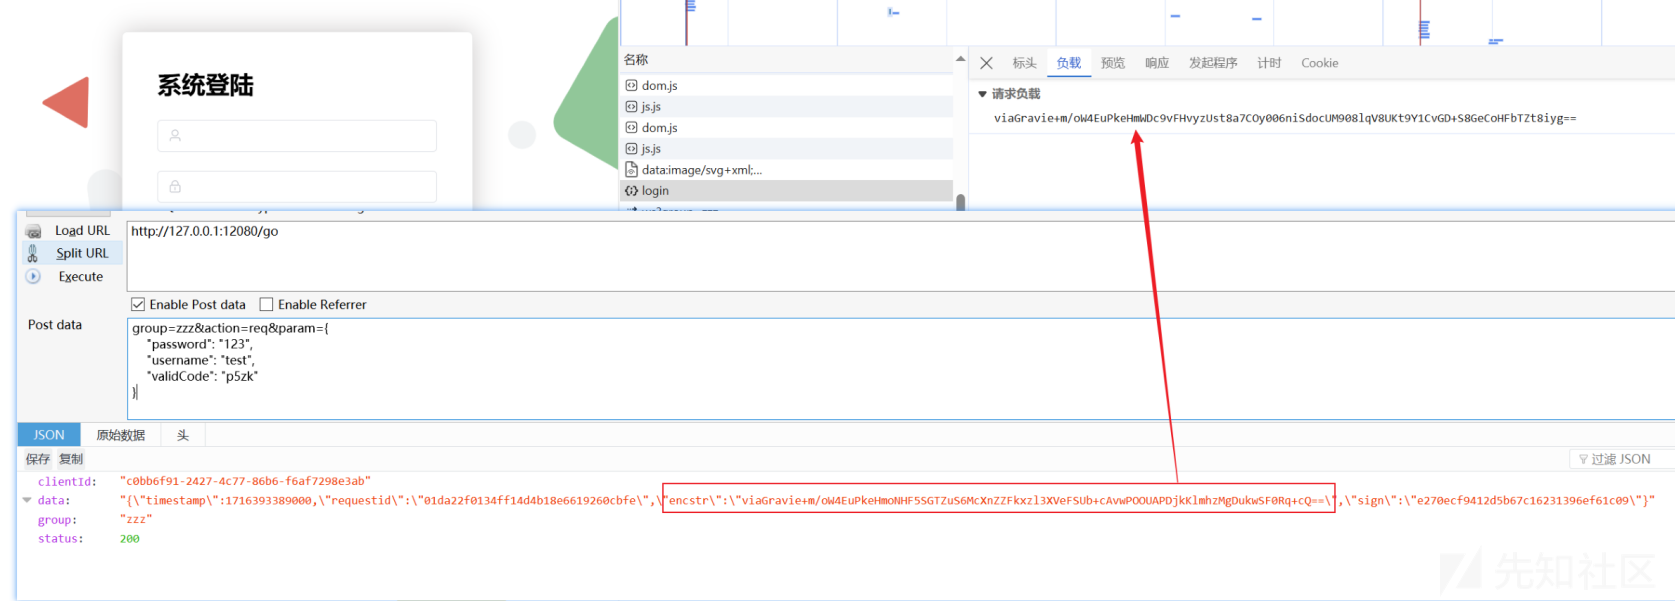 系统登陆
名称
dom.js
js.js
dom.js
js.js
data:image/svg+xml;...
login
标头 负载 预览 响应 发起程序 计时 Cookie
请求负载
viaGravie+m/oW4EuPkeHmWDc9vFHvyzUst8a7COy006niSdocUM908lqV8UKt9Y1CvGD+S8GeCoHFbTZt8iyg==
Load URL
Split URL
Execute
http://127.0.0.1:12080/go
Enable Post data Enable Referrer
Post data
group=zzz&action=req&param={
"password": "123",
"username": "test",
"validCode": "p5zk"
}
JSON 原始数据 头
保存 复制
过滤 JSON
clientId: "c0bb6f91-2427-4c77-86b6-f6af7298e3ab"
data: "{\"timestamp\":1716393389000,\"requestid\":\"01da22f0134ff14d4b18e6619260cbfe\",\"encstr\":\"viaGravie+m/oW4EuPkeHmoNHF5SGTZuS6McXnZZFkxzl3XVeFSUb+cAvwPOOUAPDjkKlmhzMgDukwSF0Rq+cQ==\",\"sign\":\"e270ecf9412d5b67c16231396ef61c09\"}"
group: "zzz"
status: 200
先知社区